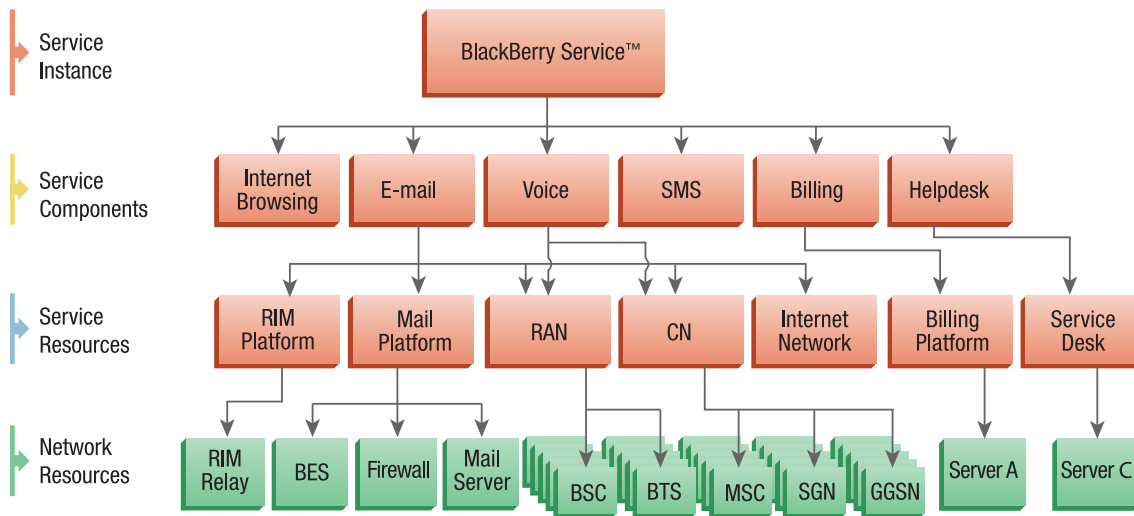 Service
Instance
BlackBerry Service™
Service
Components
Internet
Browsing
E-mail
Voice
SMS
Billing
Helpdesk
Service
Resources
RIM
Platform
Mail
Platform
RAN
CN
Internet
Network
Billing
Platform
Service
Desk
Network
Resources
RIM
Relay
BES
Firewall
Mail
Server
BSC
BTS
MSC
SGN
GGSN
Server A
Server C